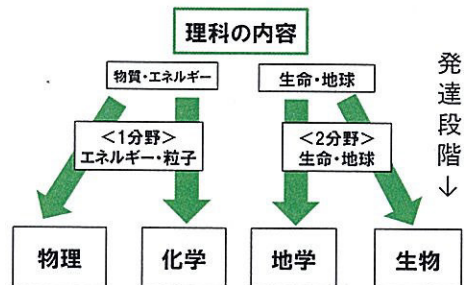 理科の内容
物質・エネルギー
生命・地球
<1分野>
エネルギー・粒子
<2分野>
生命・地球
発達段階↓
物理
化学
地学
生物